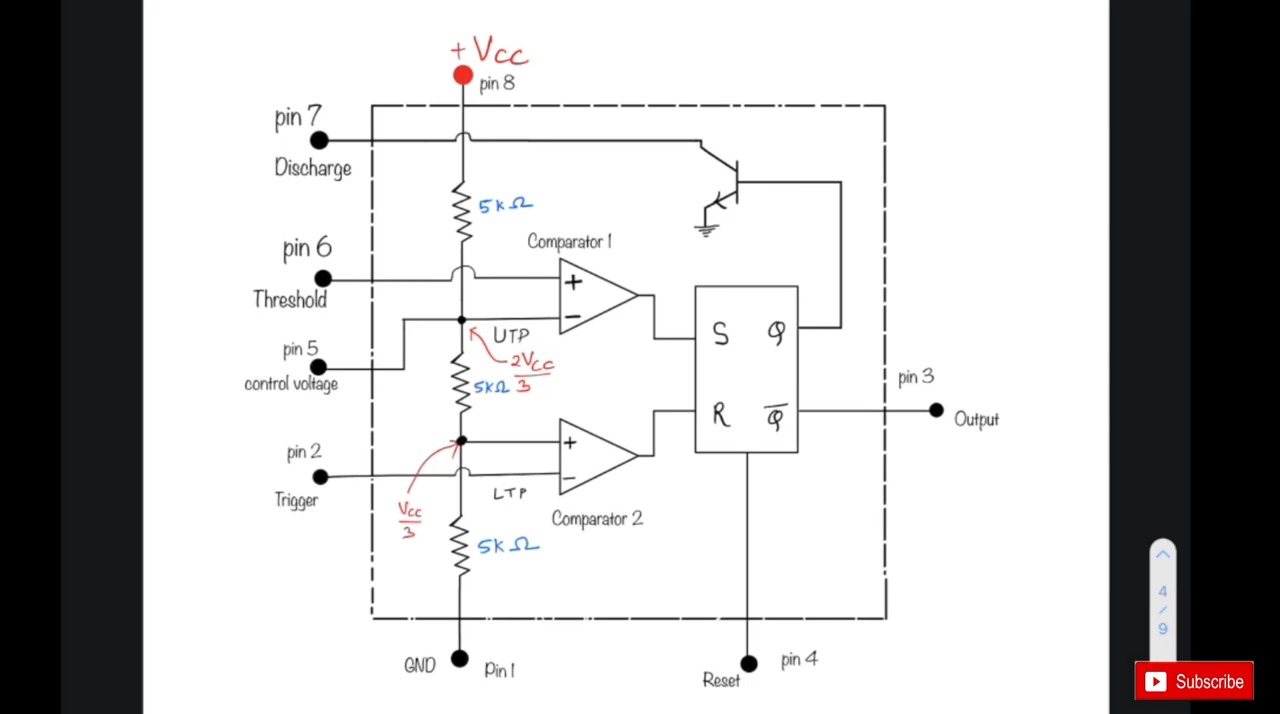 + Vcc
pin 8
pin 7
Discharge
5kΩ
pin 6
Comparator 1
Threshold
+
−
UTP
S Q
pin 5
2Vcc
3
control voltage
5kΩ
pin 3
R Q̅
Output
pin 2
+
−
Trigger
LTP
Vcc
3
Comparator 2
5kΩ
4
/
9
GND
Pin 1
Reset
pin 4
Subscribe